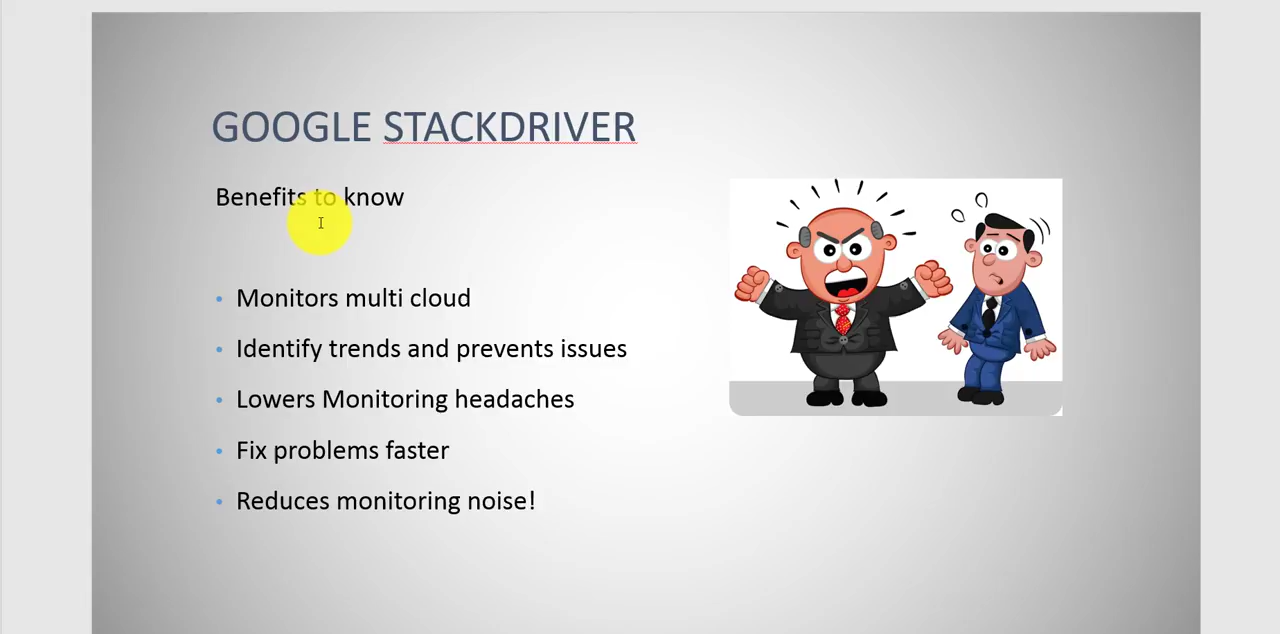 GOOGLE STACKDRIVER
Benefits to know
• Monitors multi cloud
• Identify trends and prevents issues
• Lowers Monitoring headaches
• Fix problems faster
• Reduces monitoring noise!